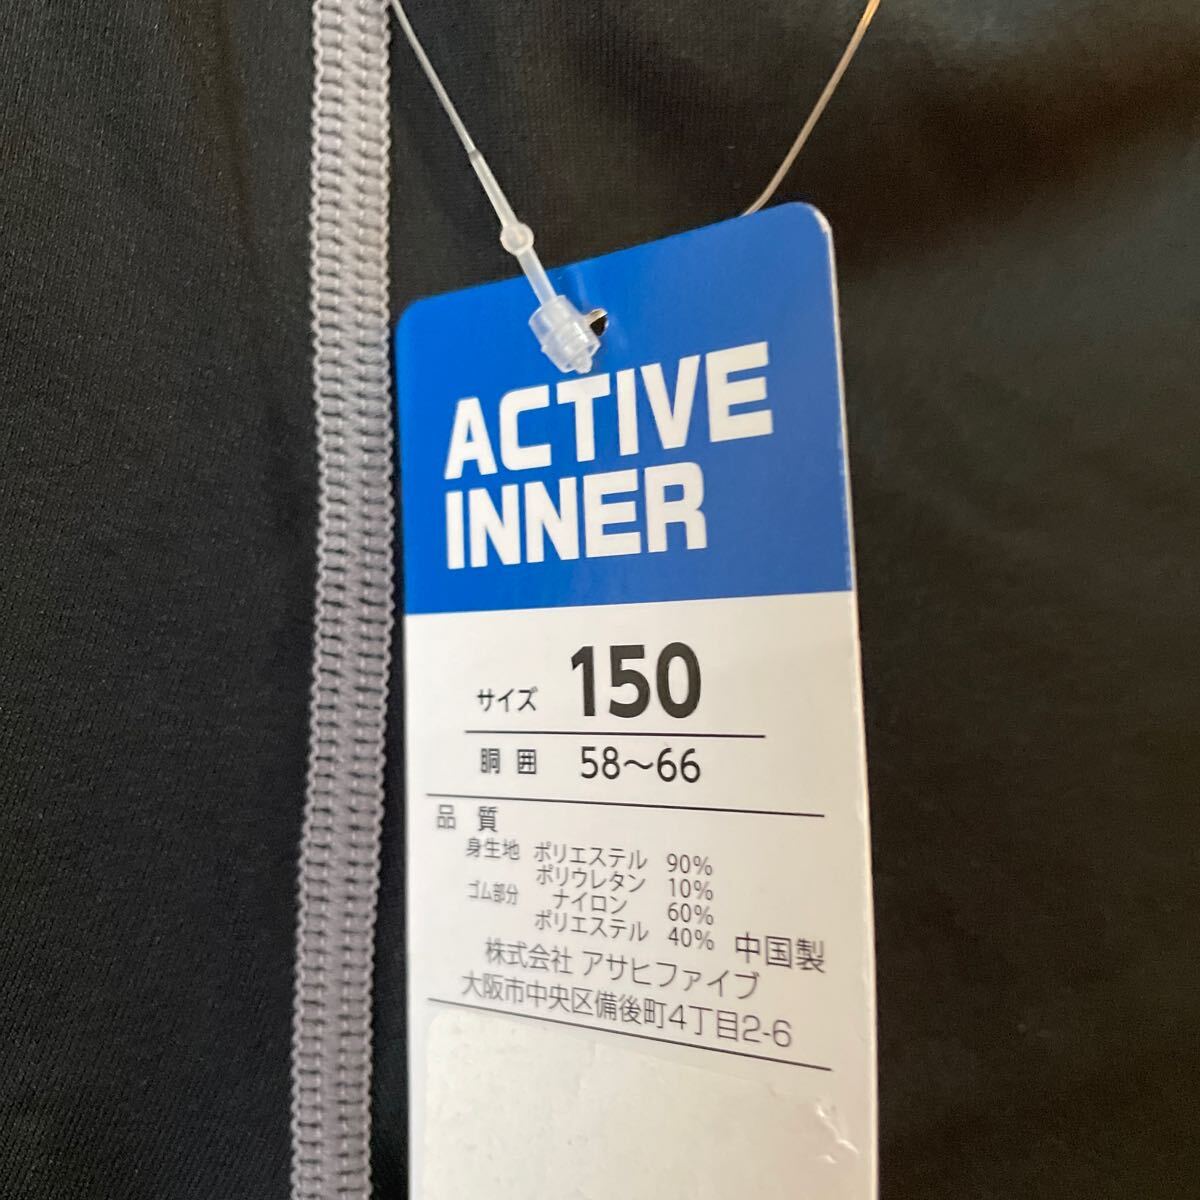 ACTIVE
INNER
サイズ 150
胴囲 58〜66
品質
身生地 ポリエステル 90%
ポリウレタン 10%
ゴム部分 ナイロン 60%
ポリエステル 40% 中国製
株式会社 アサヒファイブ
大阪市中央区備後町4丁目2-6